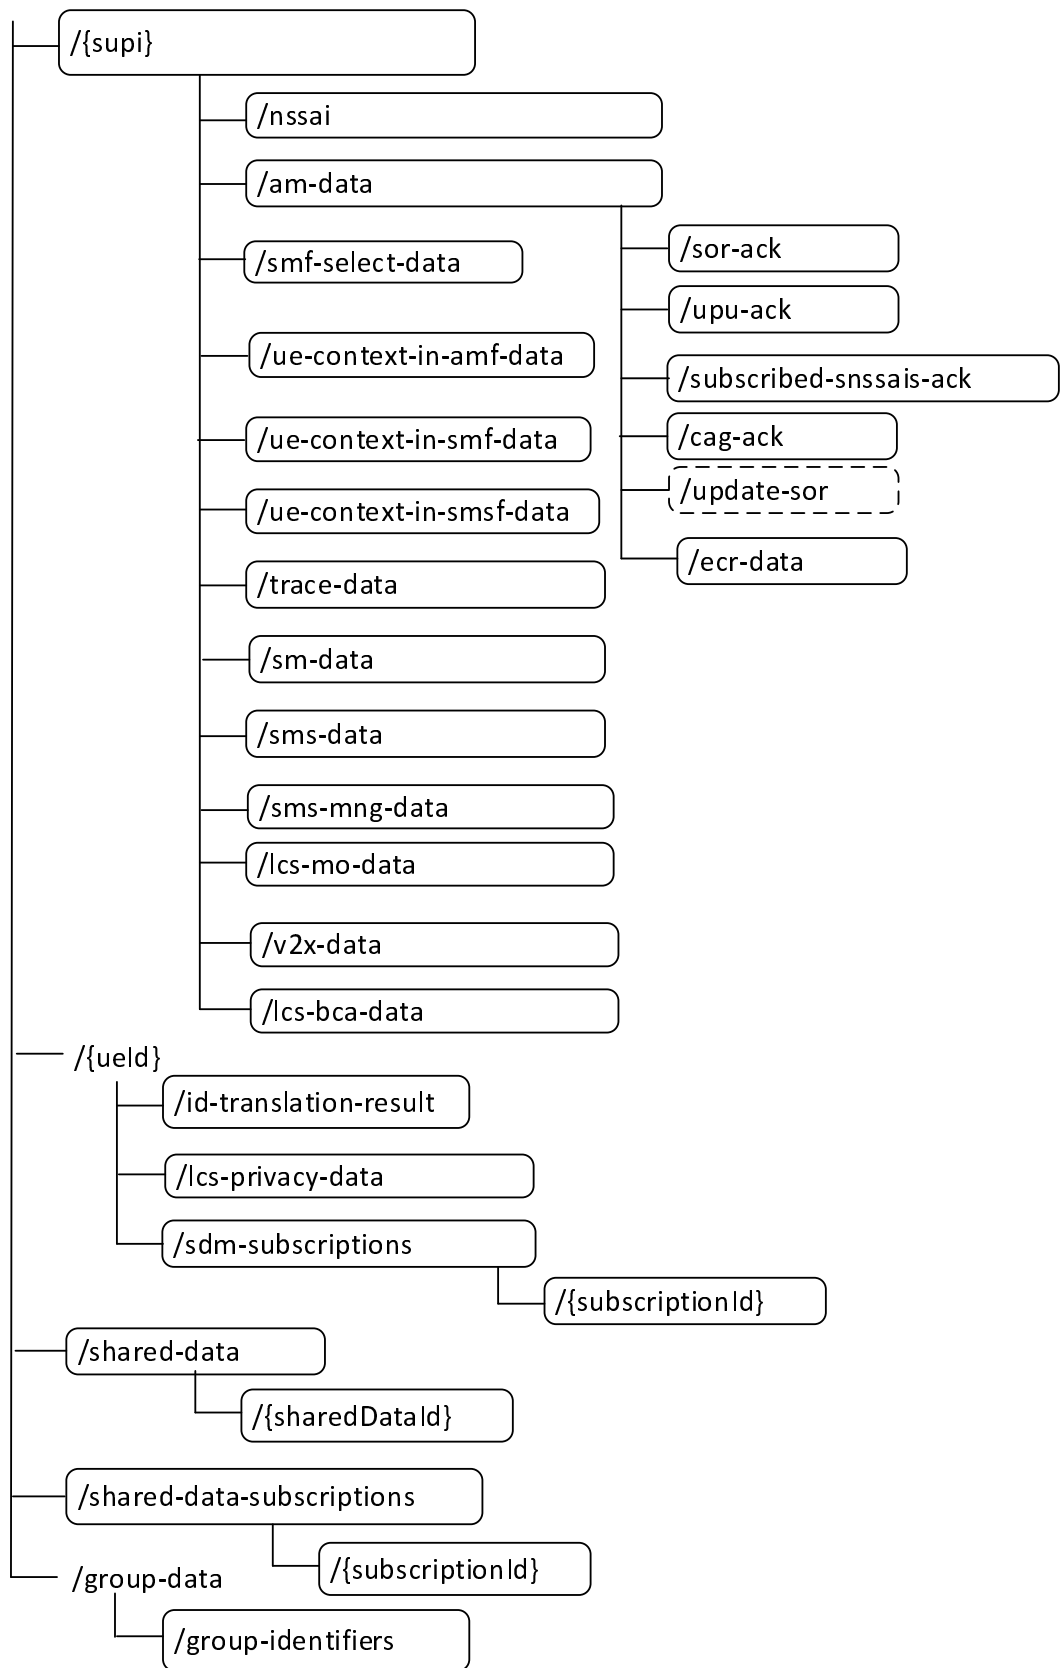 /{supi}
/nssai
/am-data
/sor-ack
/smf-select-data
/upu-ack
/ue-context-in-amf-data
/subscribed-snssais-ack
/ue-context-in-smf-data
/cag-ack
/update-sor
/ue-context-in-smsf-data
/ecr-data
/trace-data
/sm-data
/sms-data
/sms-mng-data
/lcs-mo-data
/v2x-data
/lcs-bca-data
/{ueId}
/id-translation-result
/lcs-privacy-data
/sdm-subscriptions
/{subscriptionId}
/shared-data
/{sharedDataId}
/shared-data-subscriptions
/{subscriptionId}
/group-data
/group-identifiers